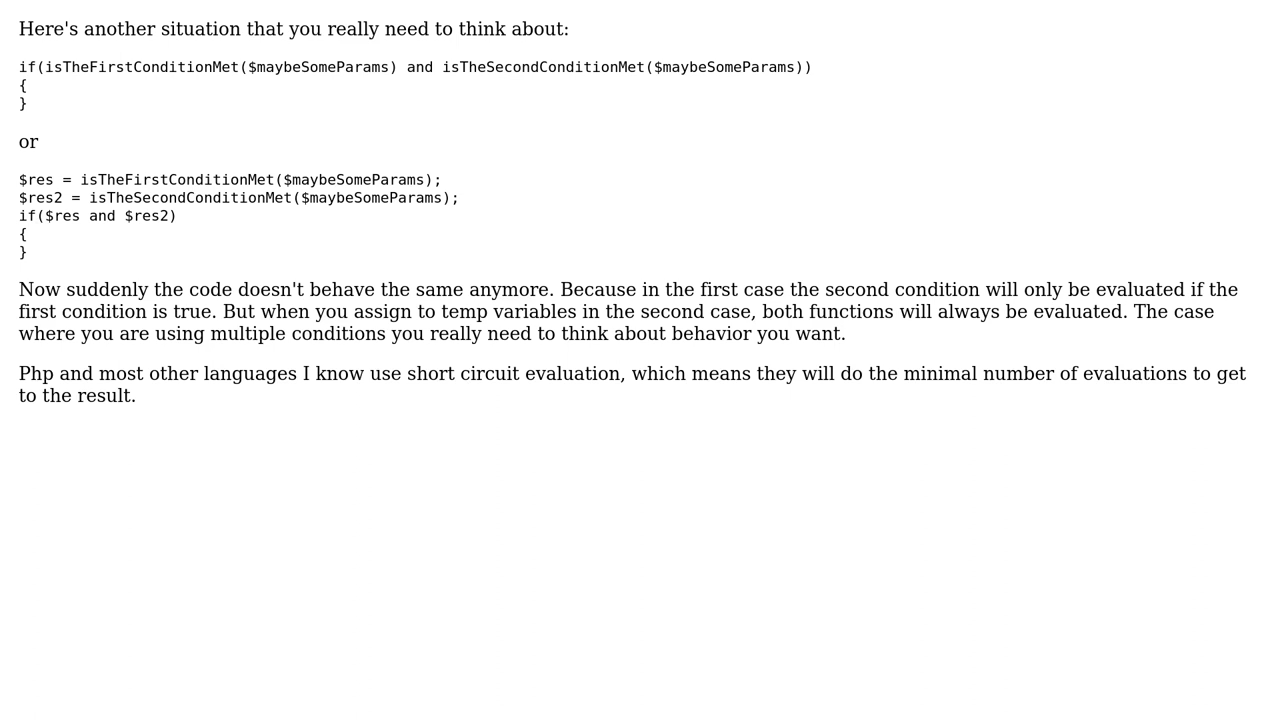 Here's another situation that you really need to think about:
if(isTheFirstConditionMet($maybeSomeParams) and isTheSecondConditionMet($maybeSomeParams))
{
}
or
$res = isTheFirstConditionMet($maybeSomeParams);
$res2 = isTheSecondConditionMet($maybeSomeParams);
if($res and $res2)
{
}
Now suddenly the code doesn't behave the same anymore. Because in the first case the second condition will only be evaluated if the
first condition is true. But when you assign to temp variables in the second case, both functions will always be evaluated. The case
where you are using multiple conditions you really need to think about behavior you want.
Php and most other languages I know use short circuit evaluation, which means they will do the minimal number of evaluations to get
to the result.